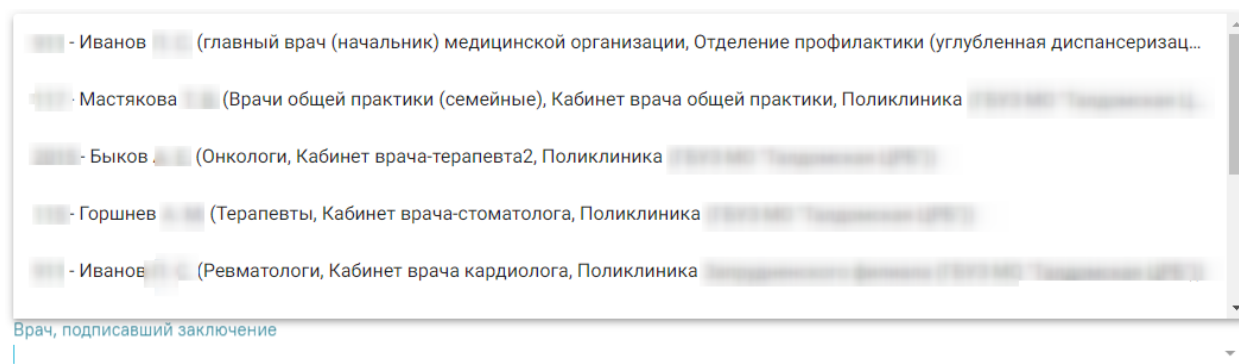 - Иванов (главный врач (начальник) медицинской организации, Отделение профилактики (углубленная диспансеризац...
- Мастякова (Врачи общей практики (семейные), Кабинет врача общей практики, Поликлиника
- Быков (Онкологи, Кабинет врача-терапевта2, Поликлиника
- Горшнев (Терапевты, Кабинет врача-стоматолога, Поликлиника
- Иванов (Ревматологи, Кабинет врача кардиолога, Поликлиника
Врач, подписавший заключение